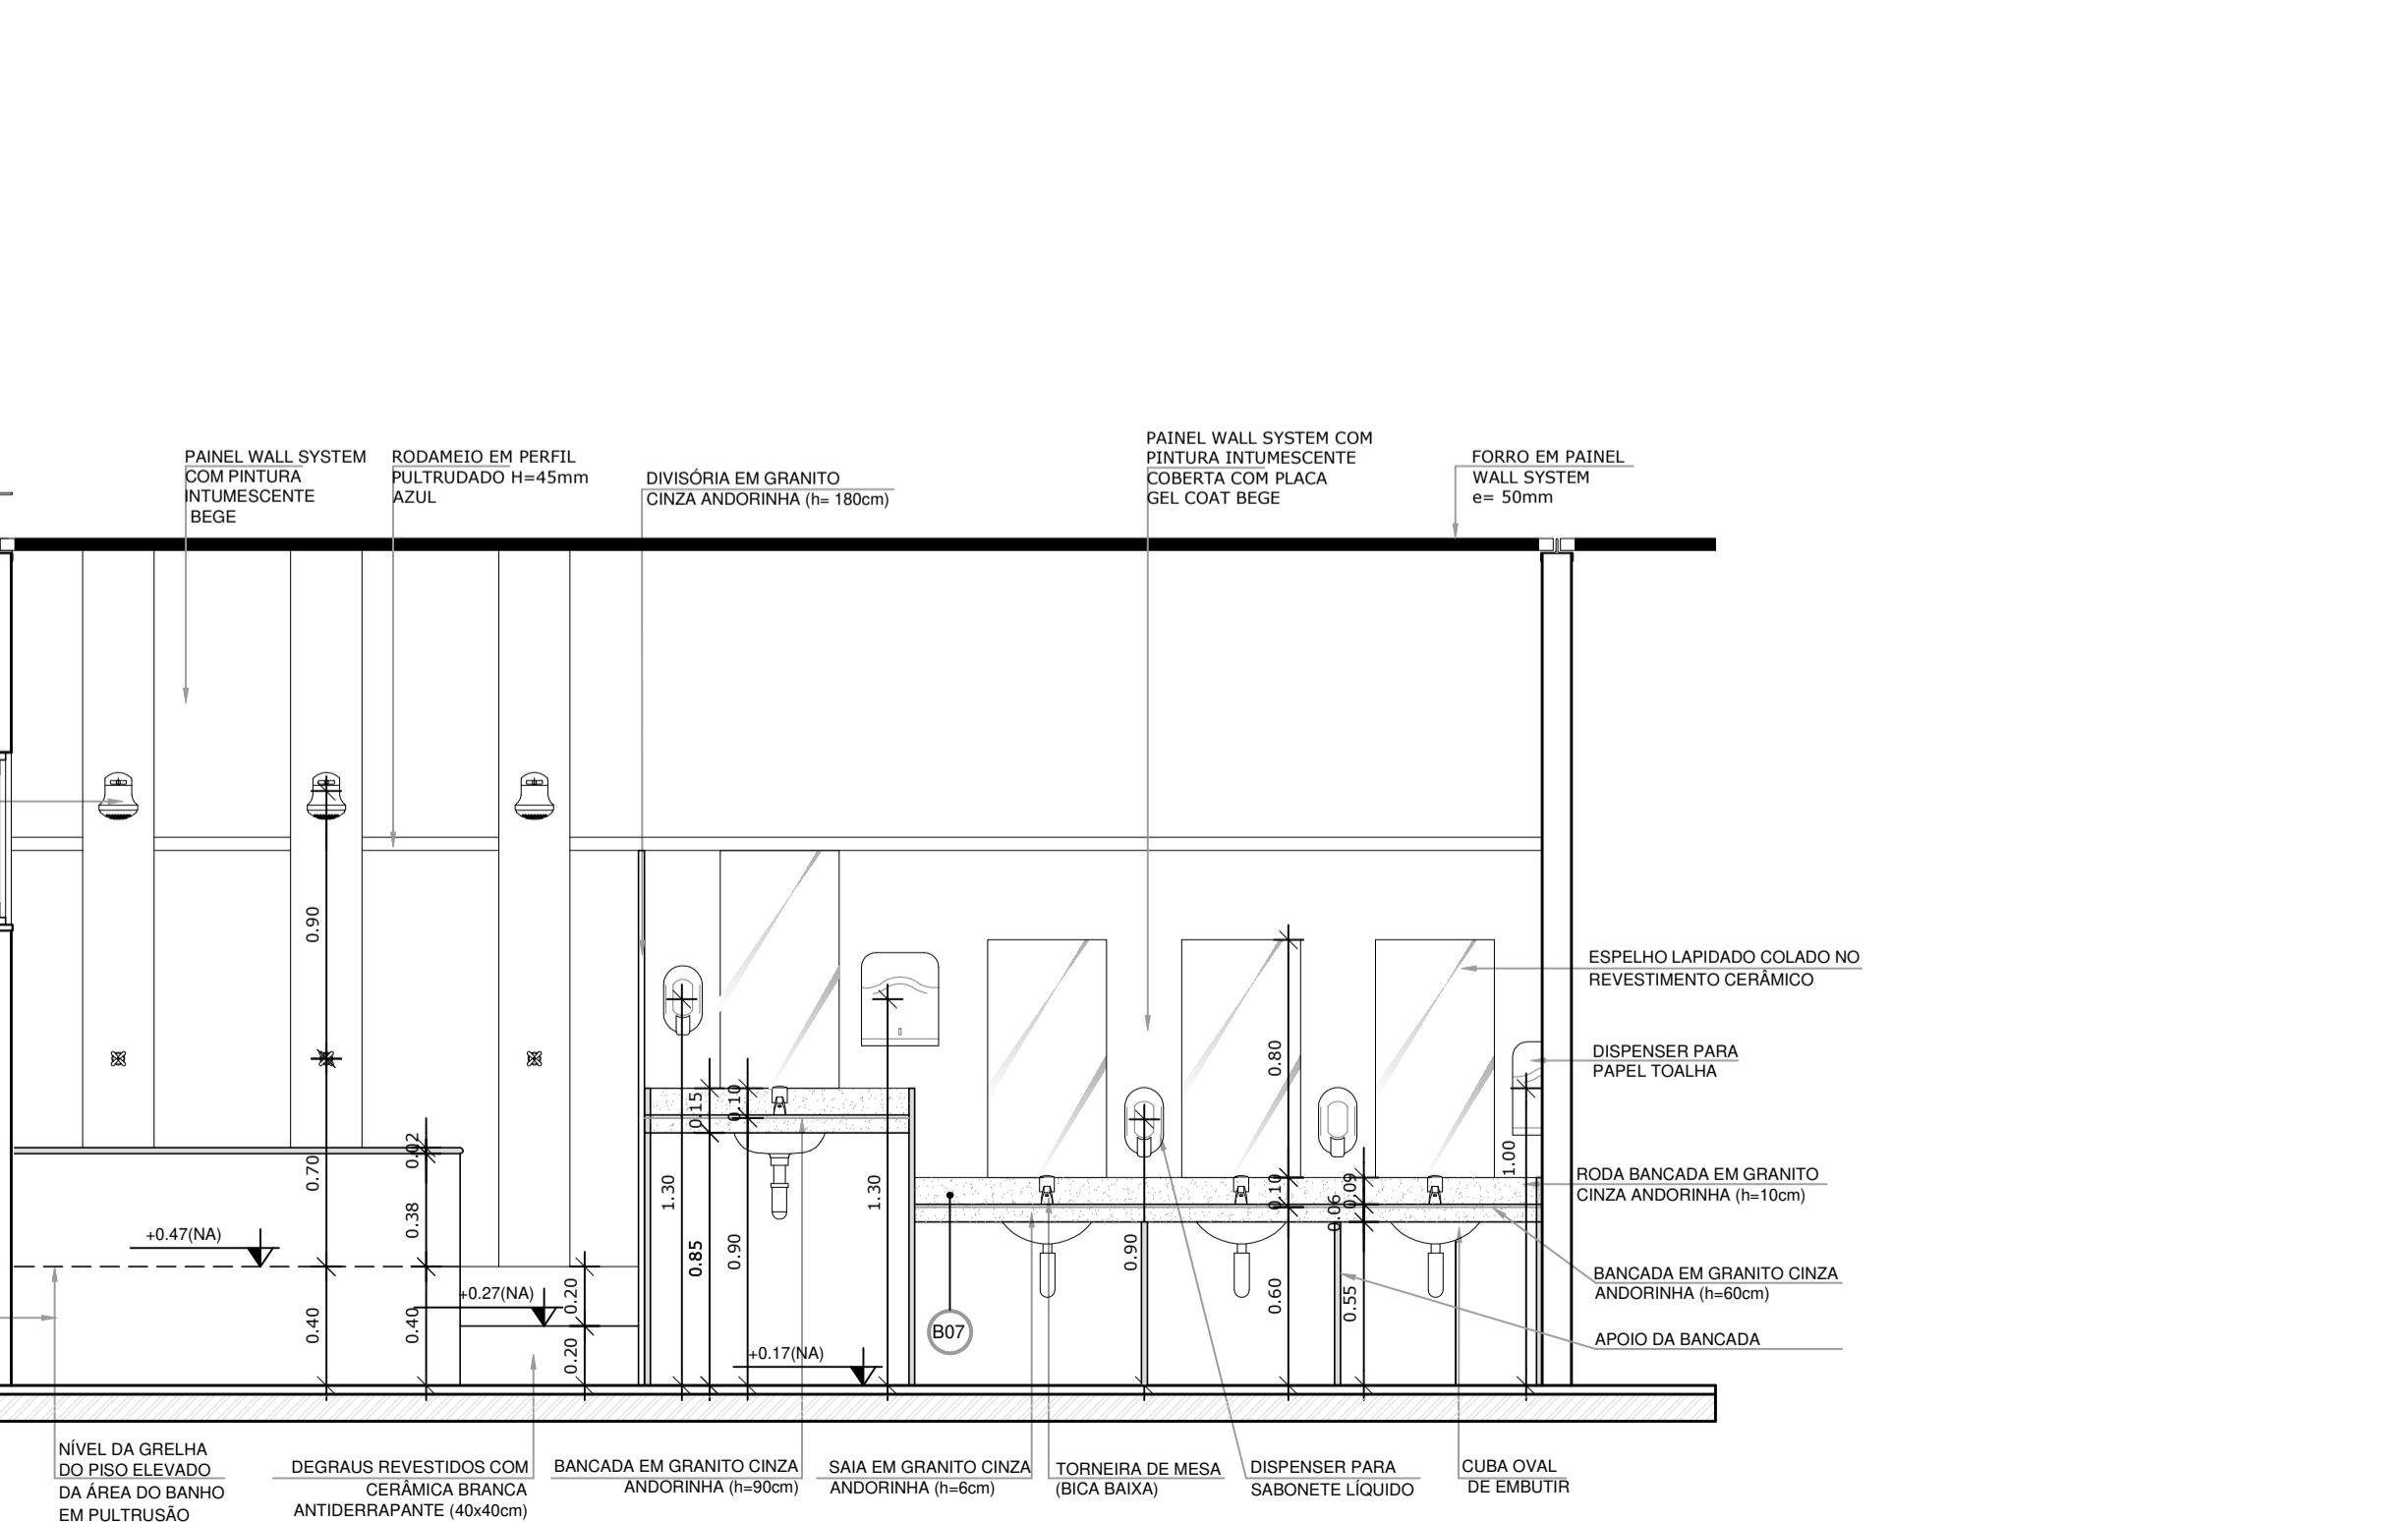 PAINEL WALL SYSTEM
COM PINTURA
INTUMESCENTE
BEGE
RODAMEIO EM PERFIL
PULTRUDADO H=45mm
AZUL
DIVISÓRIA EM GRANITO
CINZA ANDORINHA (h= 180cm)
PAINEL WALL SYSTEM COM
PINTURA INTUMESCENTE
COBERTA COM PLACA
GEL COAT BEGE
FORRO EM PAINEL
WALL SYSTEM
e= 50mm
0.90
0.70
0.40
0.02
0.38
0.40
+0.47(NA)
+0.27(NA)
0.20
0.20
1.30
0.15
0.85
0.10
0.90
1.30
+0.17(NA)
B07
0.90
0.80
0.10
0.60
0.06
0.09
0.55
1.00
ESPELHO LAPIDADO COLADO NO
REVESTIMENTO CERÂMICO
DISPENSER PARA
PAPEL TOALHA
RODA BANCADA EM GRANITO
CINZA ANDORINHA (h=10cm)
BANCADA EM GRANITO CINZA
ANDORINHA (h=60cm)
APOIO DA BANCADA
NÍVEL DA GRELHA
DO PISO ELEVADO
DA ÁREA DO BANHO
EM PULTRUSÃO
DEGRAUS REVESTIDOS COM
CERÂMICA BRANCA
ANTIDERRAPANTE (40x40cm)
BANCADA EM GRANITO CINZA
ANDORINHA (h=90cm)
SAIA EM GRANITO CINZA
ANDORINHA (h=6cm)
TORNEIRA DE MESA
(BICA BAIXA)
DISPENSER PARA
SABONETE LÍQUIDO
CUBA OVAL
DE EMBUTIR